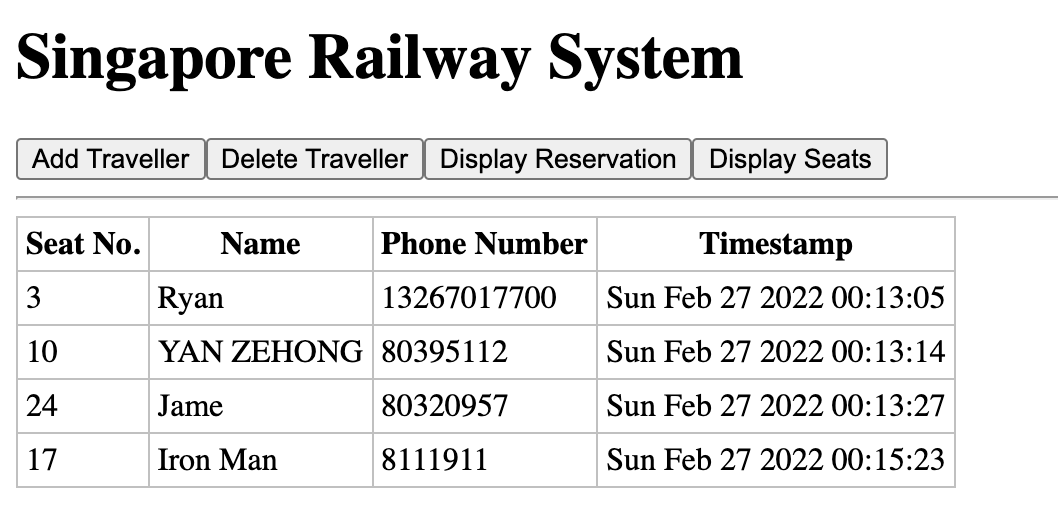 Singapore Railway System
Add Traveller Delete Traveller Display Reservation Display Seats
Seat No. Name Phone Number Timestamp
3 Ryan 13267017700 Sun Feb 27 2022 00:13:05
10 YAN ZEHONG 80395112 Sun Feb 27 2022 00:13:14
24 Jame 80320957 Sun Feb 27 2022 00:13:27
17 Iron Man 8111911 Sun Feb 27 2022 00:15:23